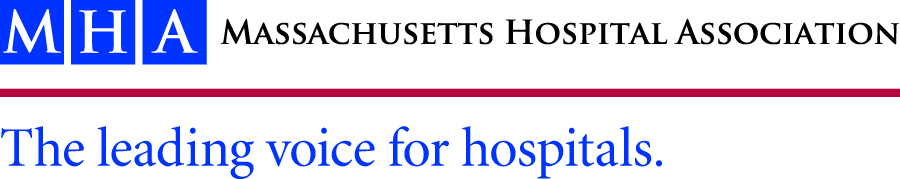 MHA MASSACHUSETTS HOSPITAL ASSOCIATION
The leading voice for hospitals.